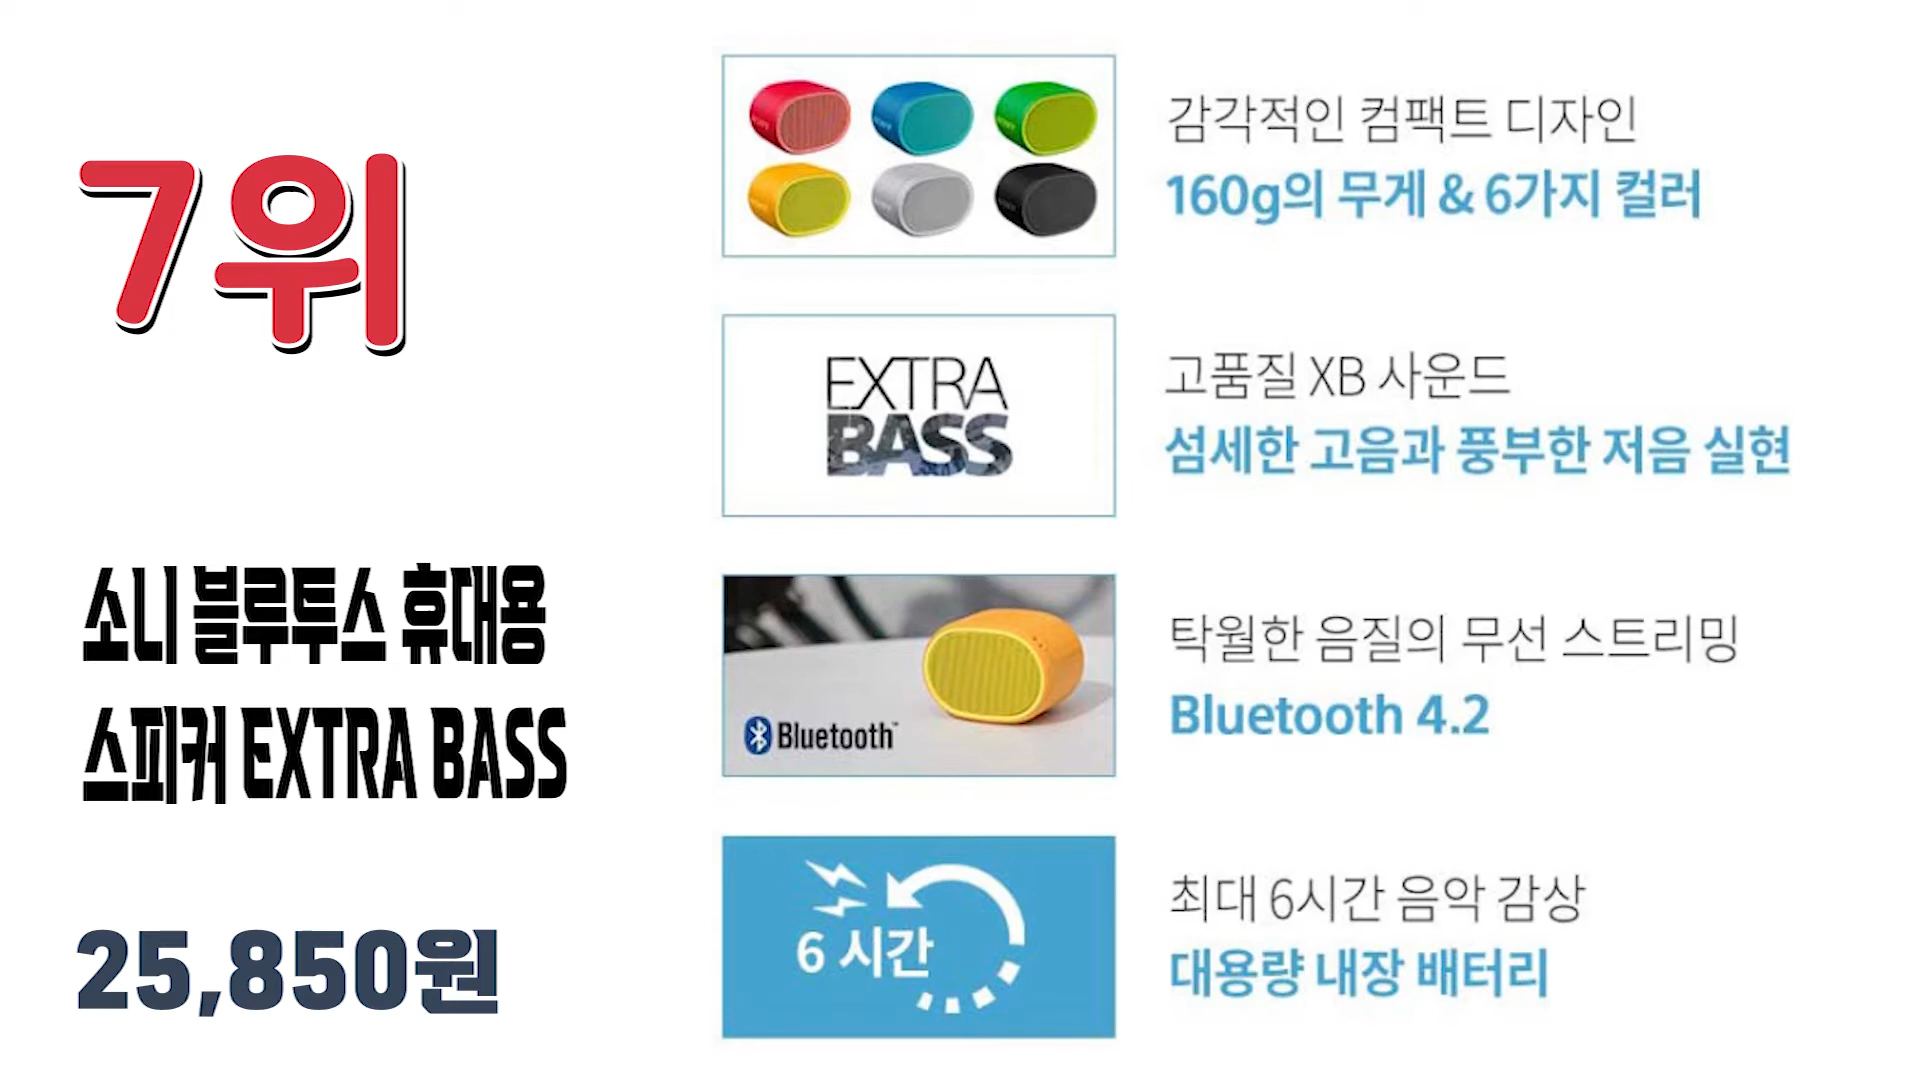 7위
소니 블루투스 휴대용
스피커 EXTRA BASS
25,850원
감각적인 컴팩트 디자인
160g의 무게 & 6가지 컬러
EXTRA
BASS
고품질 XB 사운드
섬세한 고음과 풍부한 저음 실현
Bluetooth™
탁월한 음질의 무선 스트리밍
Bluetooth 4.2
6 시간
최대 6시간 음악 감상
대용량 내장 배터리